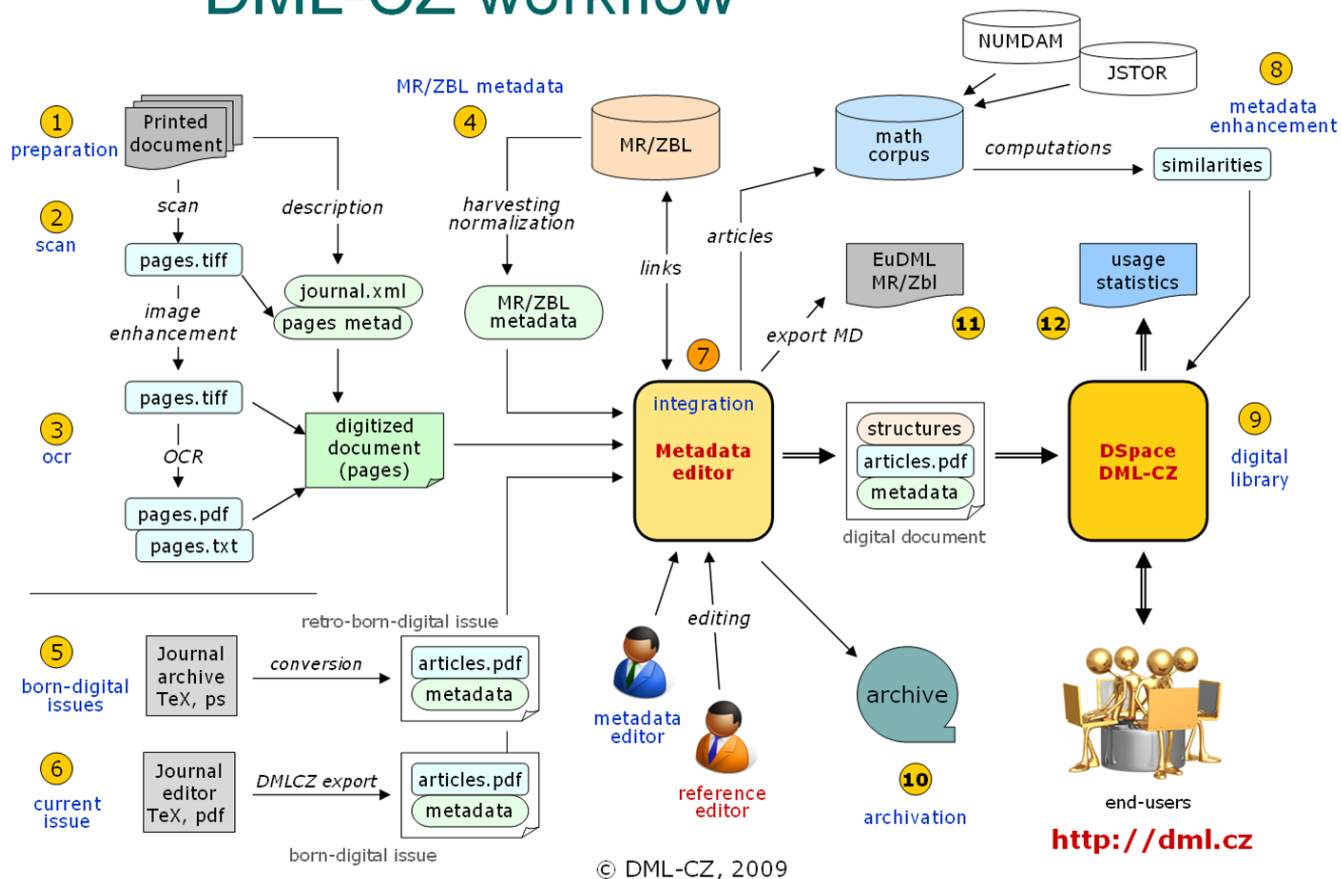 DML-CZ workflow
NUMDAM
JSTOR
8
metadata
enhancement
MR/ZBL metadata
4
1
preparation
Printed
document
MR/ZBL
math
corpus
computations
similarities
2
scan
scan
description
harvesting
normalization
articles
links
pages.tiff
journal.xml
pages metad
MR/ZBL
metadata
EuDML
MR/Zbl
11
12
usage
statistics
image
enhancement
export MD
7
pages.tiff
integration
Metadata
editor
3
ocr
OCR
digitized
document
(pages)
structures
articles.pdf
metadata
digital document
DSpace
DML-CZ
9
digital
library
pages.pdf
pages.txt
retro-born-digital issue
editing
5
born-digital
issues
Journal
archive
TeX, ps
conversion
articles.pdf
metadata
metadata
editor
archive
6
current
issue
Journal
editor
TeX, pdf
DMLCZ export
articles.pdf
metadata
born-digital issue
reference
editor
10
archivation
end-users
http://dml.cz
© DML-CZ, 2009